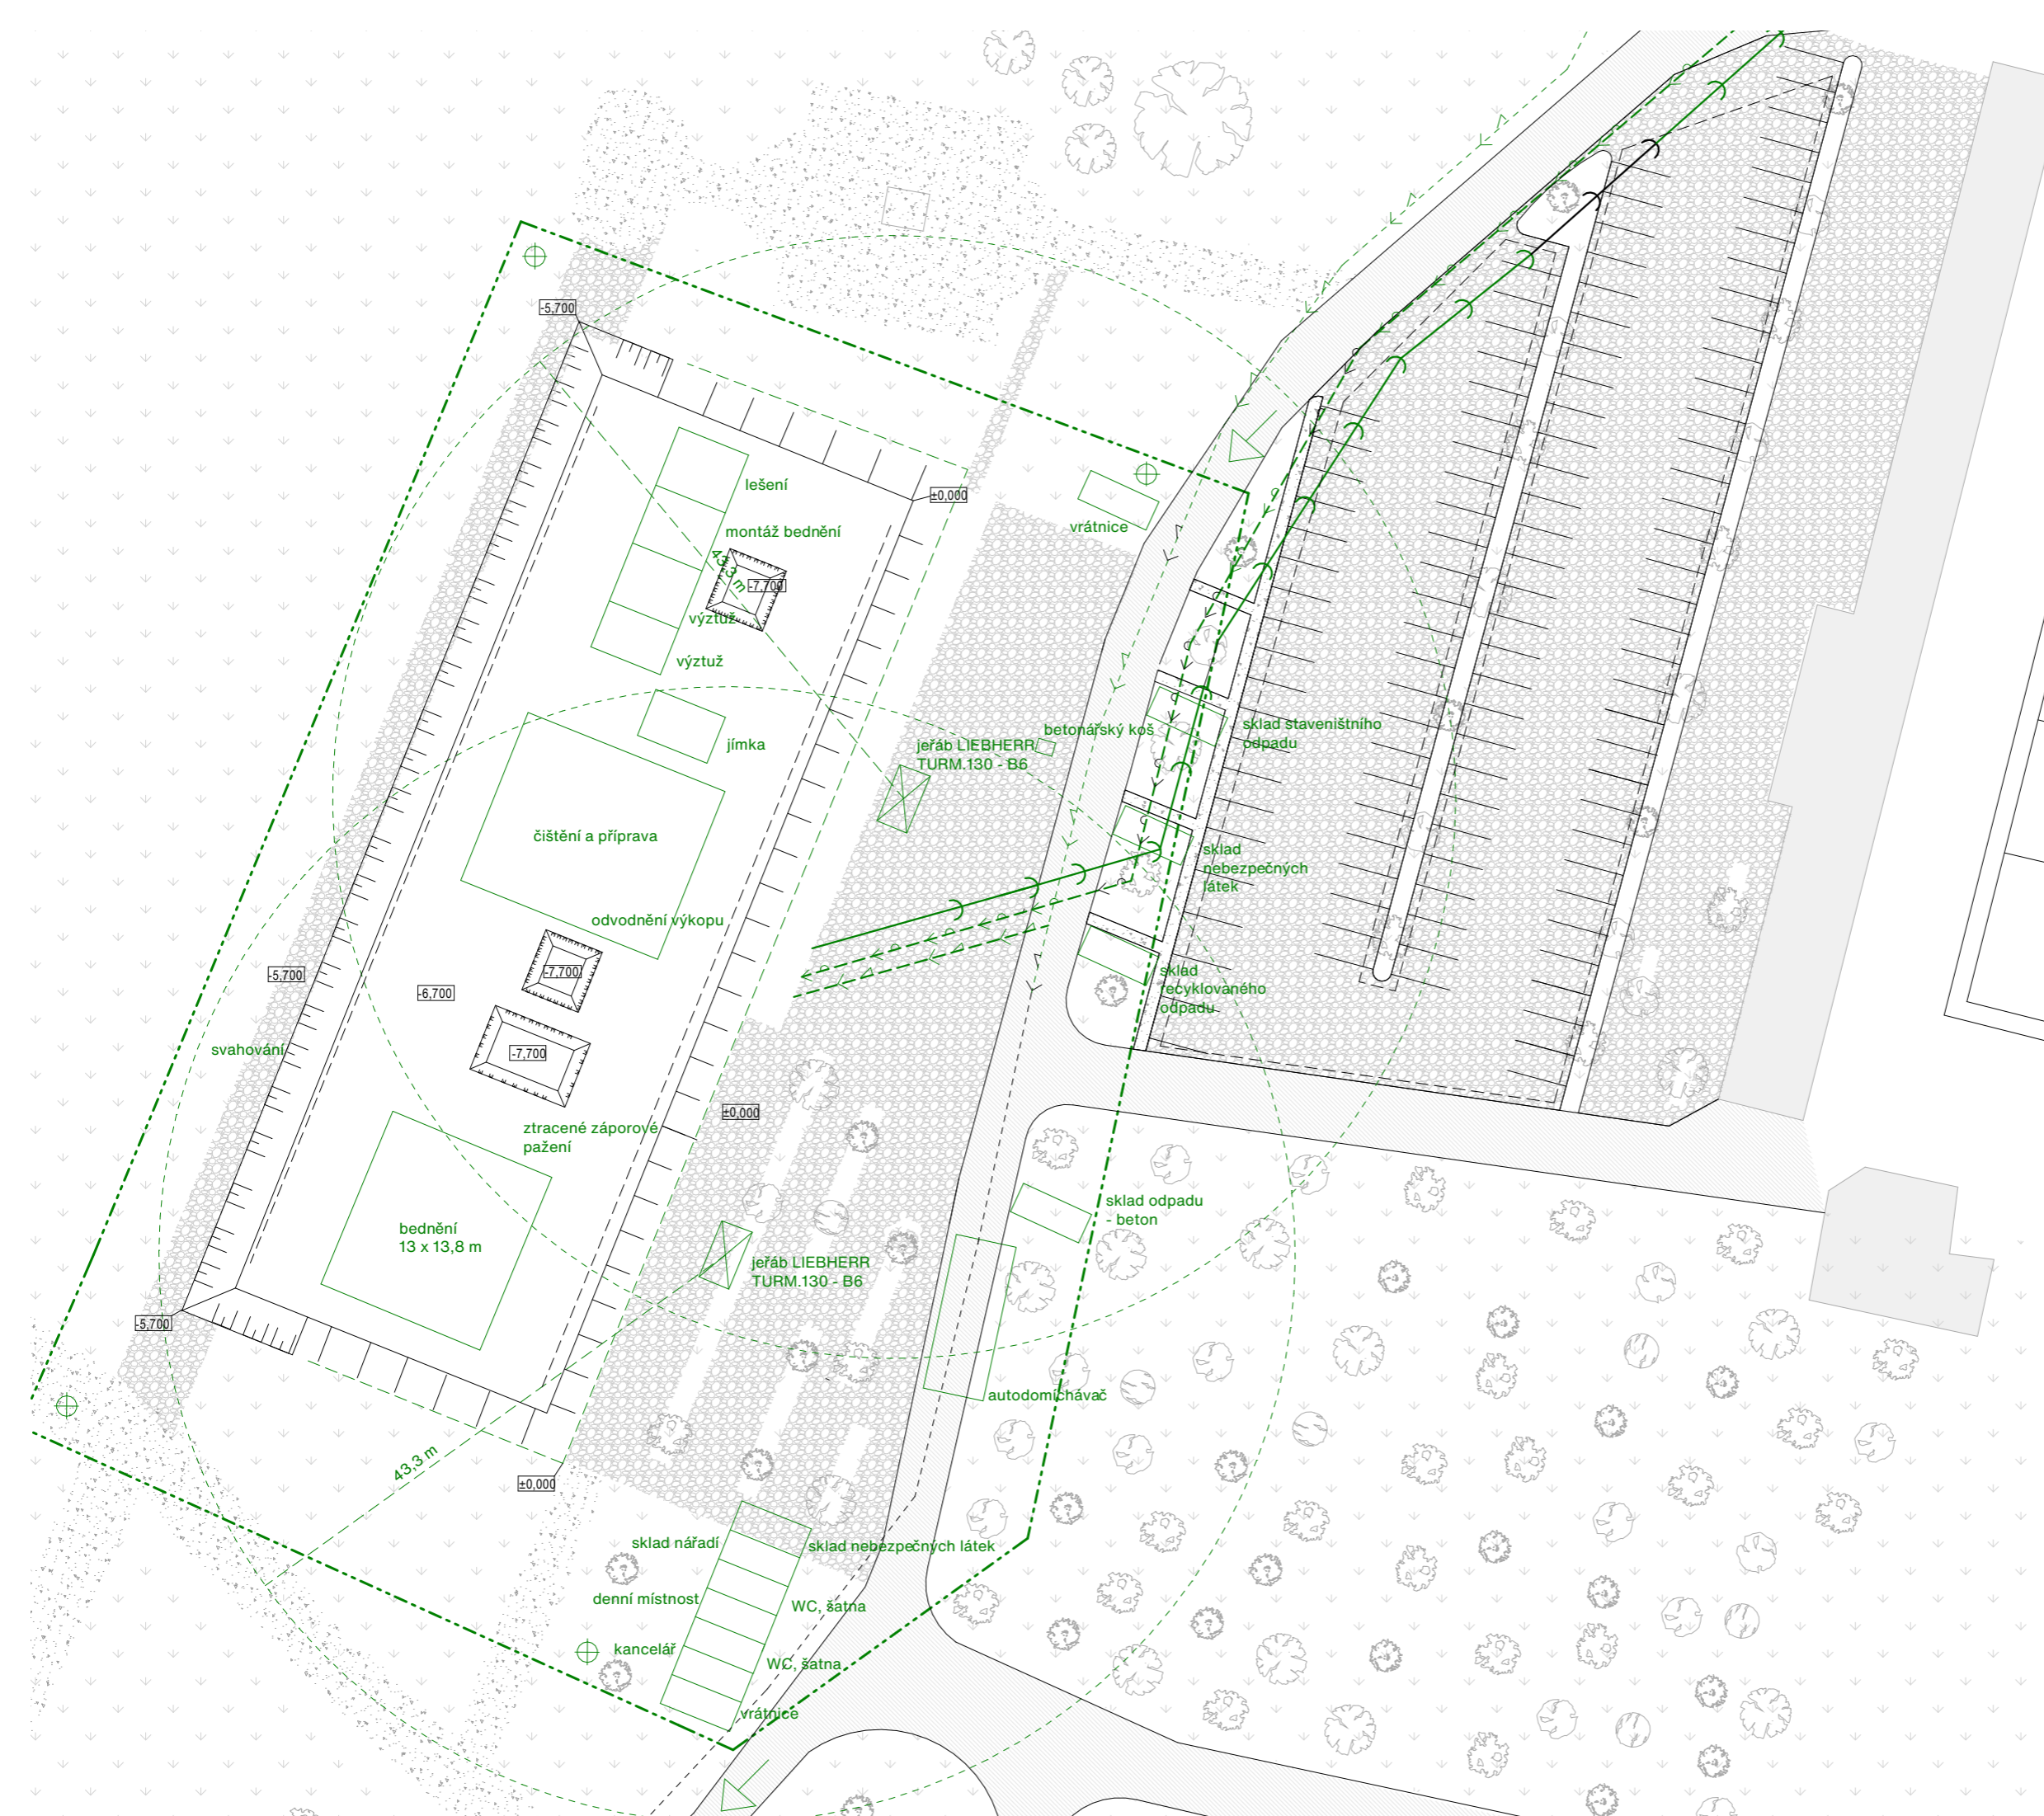 -5,700
lešení
±0,000
vrátnice
montáž bednění
43,3 m
-7,700
výztuž
výztuž
sklad staveništního
odpadu
betonářský koš
jeřáb LIEBHERR
TURM.130 - B6
jímka
čištění a příprava
sklad
nebezpečných
látek
odvodnění výkopu
-5,700
-7,700
-6,700
sklad
recyklovaného
odpadu
svahování
-7,700
±0,000
ztracené záporové
pažení
sklad odpadu
- beton
bednění
13 x 13,8 m
jeřáb LIEBHERR
TURM.130 - B6
-5,700
autodomíchávač
43,3 m
±0,000
sklad nářadí
sklad nebezpečných látek
denní místnost
WC, šatna
kancelář
WC, šatna
vrátnice